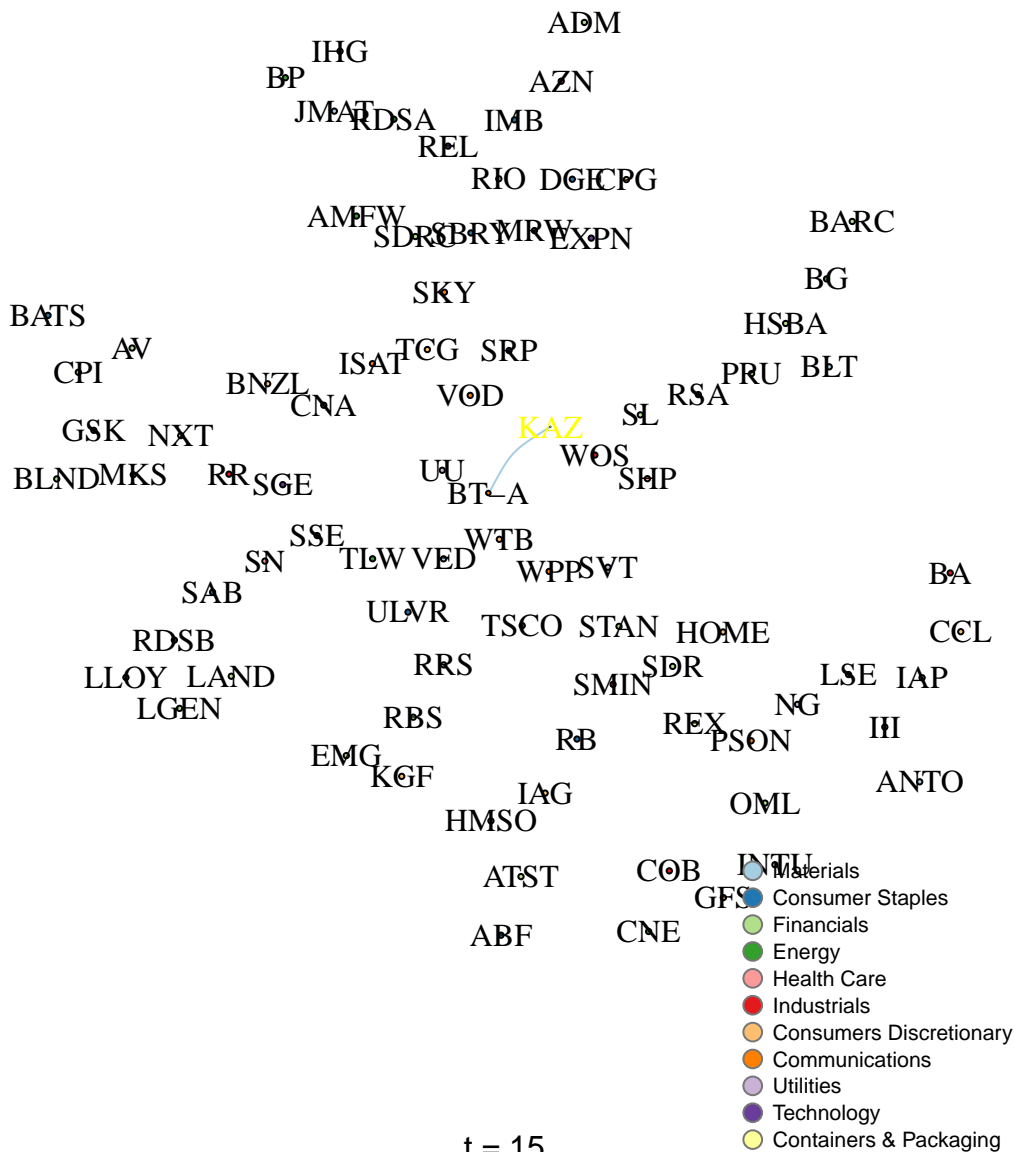 ADM
IHG
BP
AZN
JMAT
RDSA
IMB
REL
RIO
DGE
CPG
AMFW
BARC
SDRC
SBRY
MRW
EXPN
BG
SKY
BATS
HSBA
AV
TCG
SRP
ISAT
CPI
PRU
BLT
BNZL
VOD
RSA
CNA
SL
KAZ
GSK
NXT
WOS
UU
BLND
MKS
RR
SGE
SHP
BT–A
SSE
WTB
SN
TLW
VED
WPP
SVT
BA
SAB
ULVR
TSCO
STAN
HOME
CCL
RDSB
RRS
SDR
LLOY
LAND
SMIN
LSE
IAP
LGEN
NG
RBS
REX
III
RB
PSON
EMG
KGF
ANTO
IAG
OML
HMSO
ATST
COB
INTU
GFS
ABF
CNE
Materials
Consumer Staples
Financials
Energy
Health Care
Industrials
Consumers Discretionary
Communications
Utilities
Technology
Containers & Packaging
t = 15